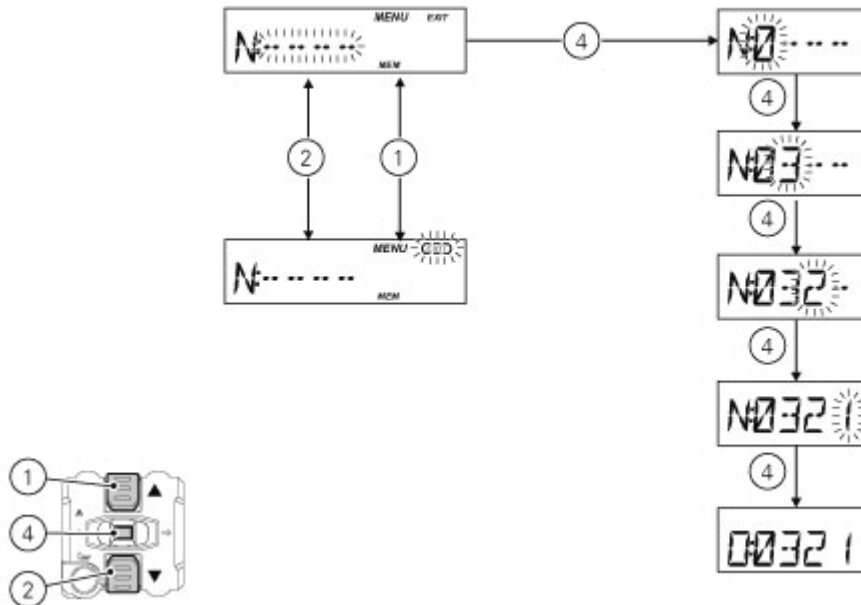 MENU EXIT
N:-- -- -- --
MEM
4
N:0-- -- --
4
2
1
N:03-- --
4
MENU
N:-- -- -- --
MEM
N:032--
4
N:0321
4
1
4
2
0:0321